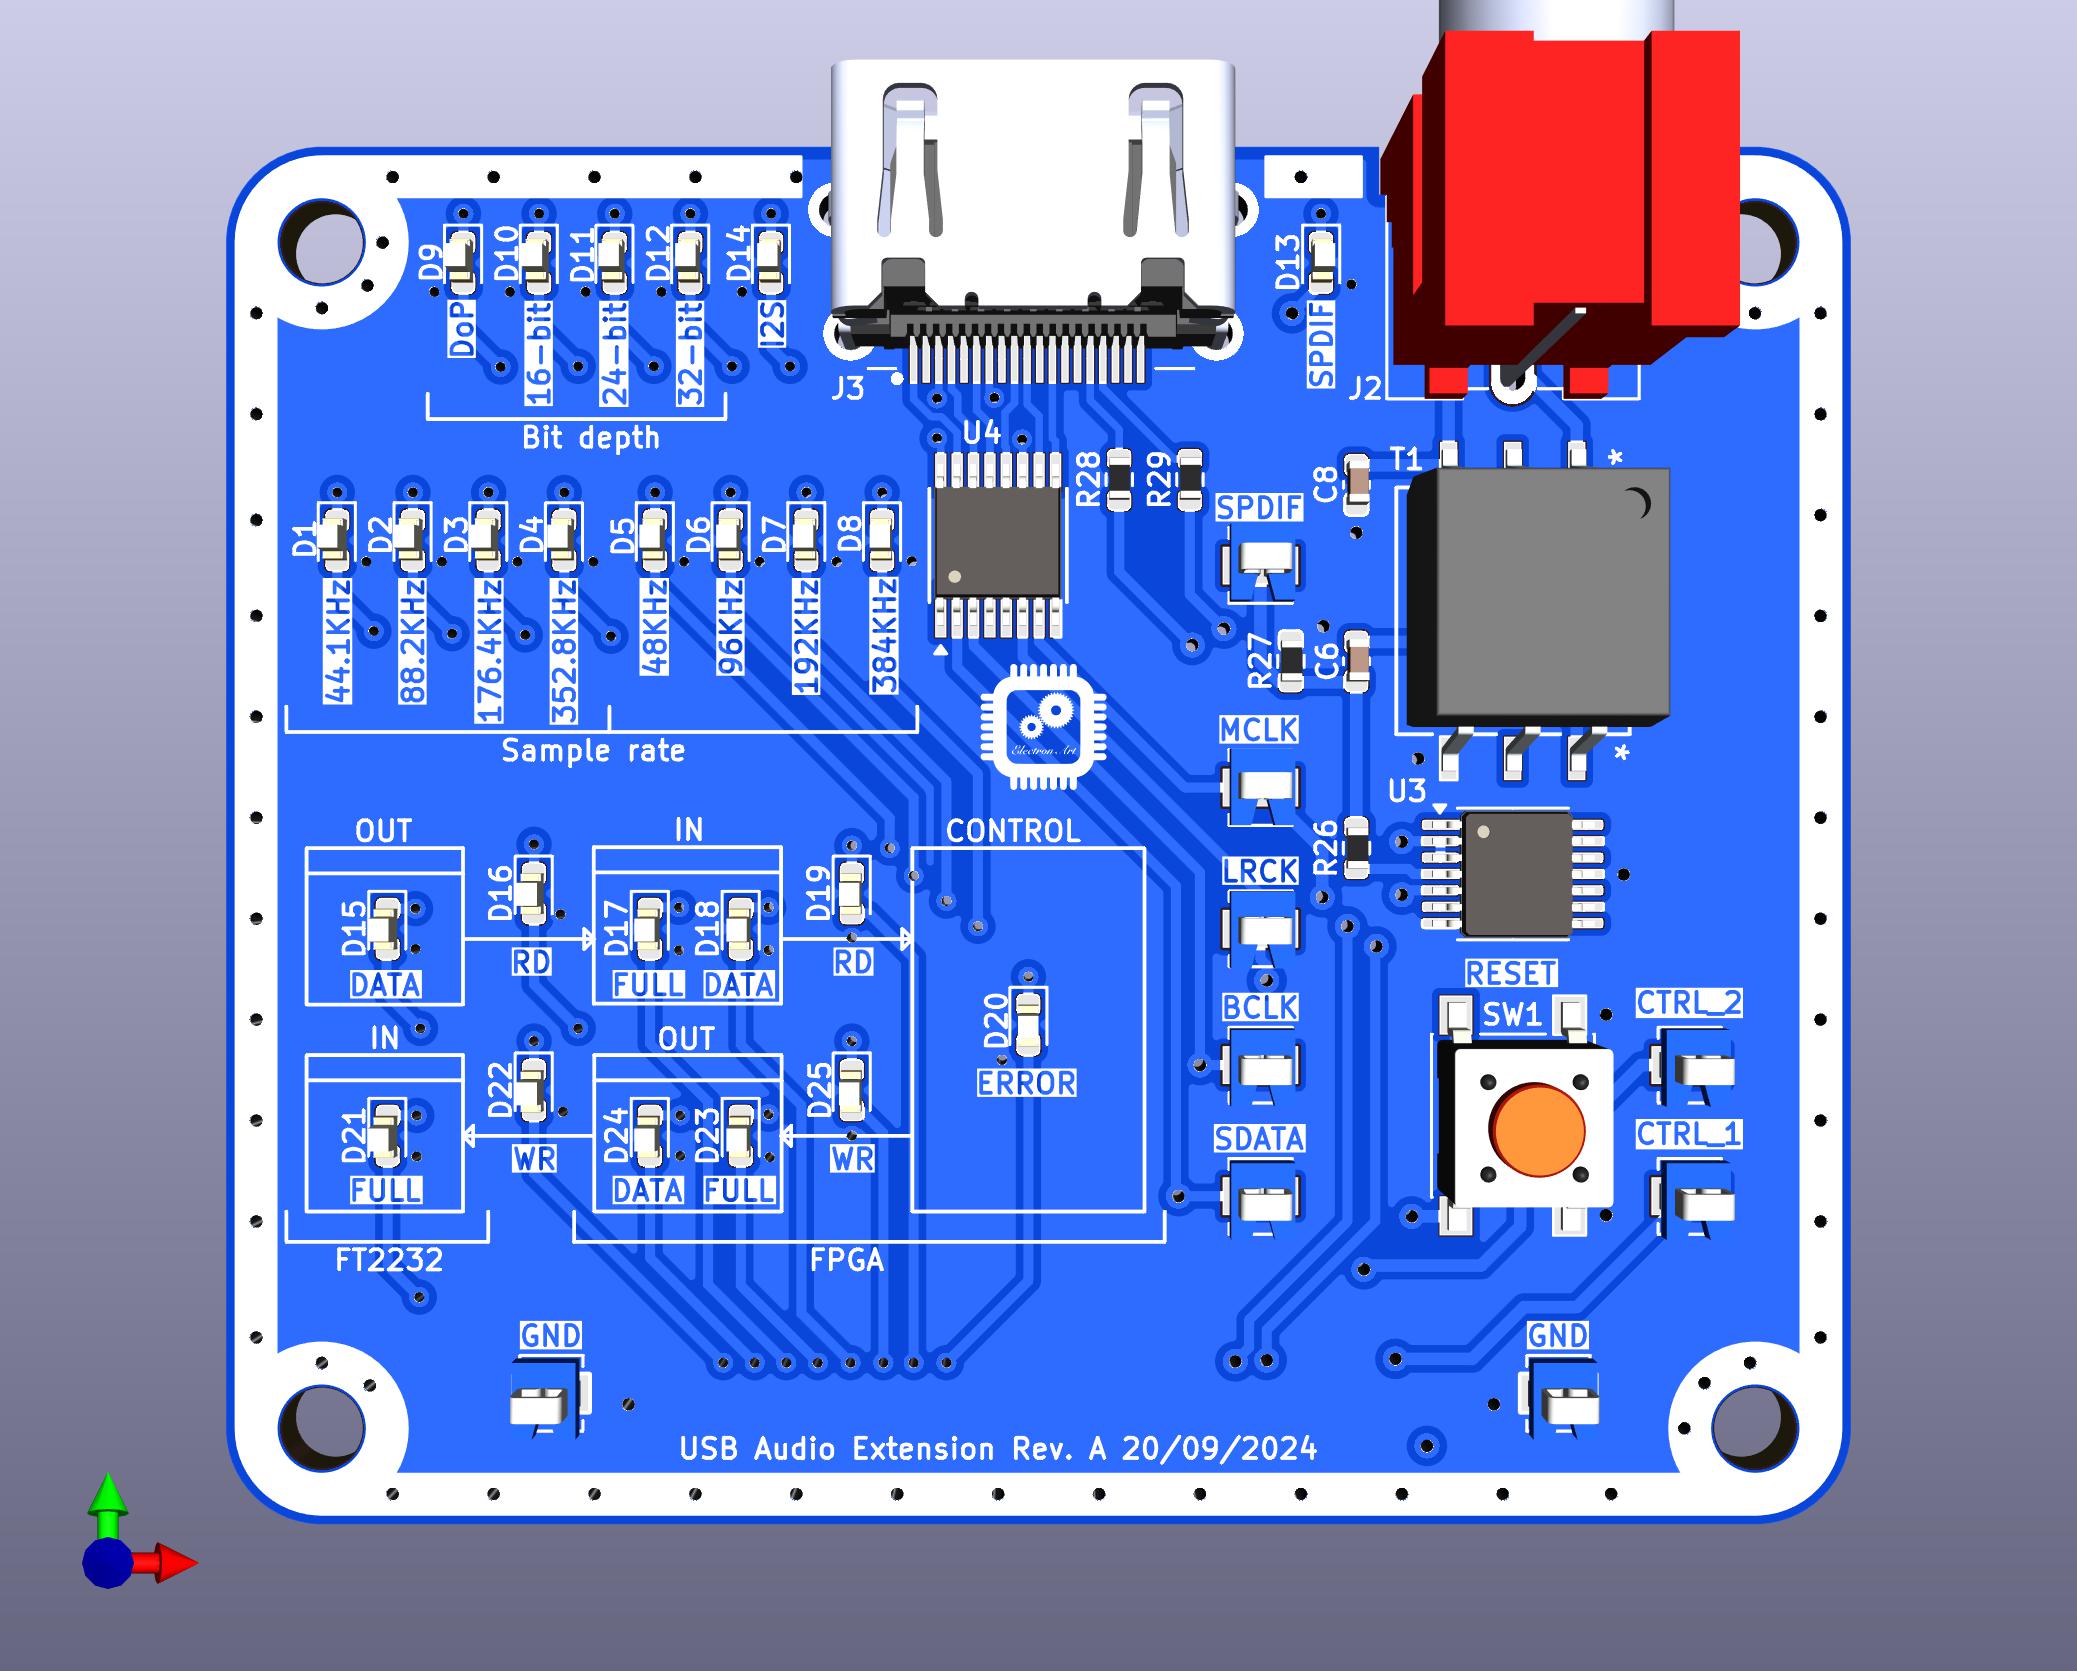 D9
D10
D11
D12
D14
D13
DoP
16-bit
24-bit
32-bit
I2S
SPDIF
J3
J2
Bit depth
U4
R28
R29
C8
T1
*
SPDIF
D1
D2
D3
D4
D5
D6
D7
D8
44.1KHz
88.2KHz
176.4KHz
352.8KHz
48KHz
96KHz
192KHz
384KHz
R27
C6
Sample rate
Electron Art
MCLK
*
U3
OUT
IN
CONTROL
R26
D16
D19
LRCK
D15
D17
D18
RD
RD
DATA
FULL
DATA
RESET
D20
BCLK
SW1
CTRL_2
IN
OUT
ERROR
D22
D25
D21
D24
D23
SDATA
CTRL_1
WR
WR
FULL
DATA
FULL
FT2232
FPGA
GND
GND
USB Audio Extension Rev. A 20/09/2024